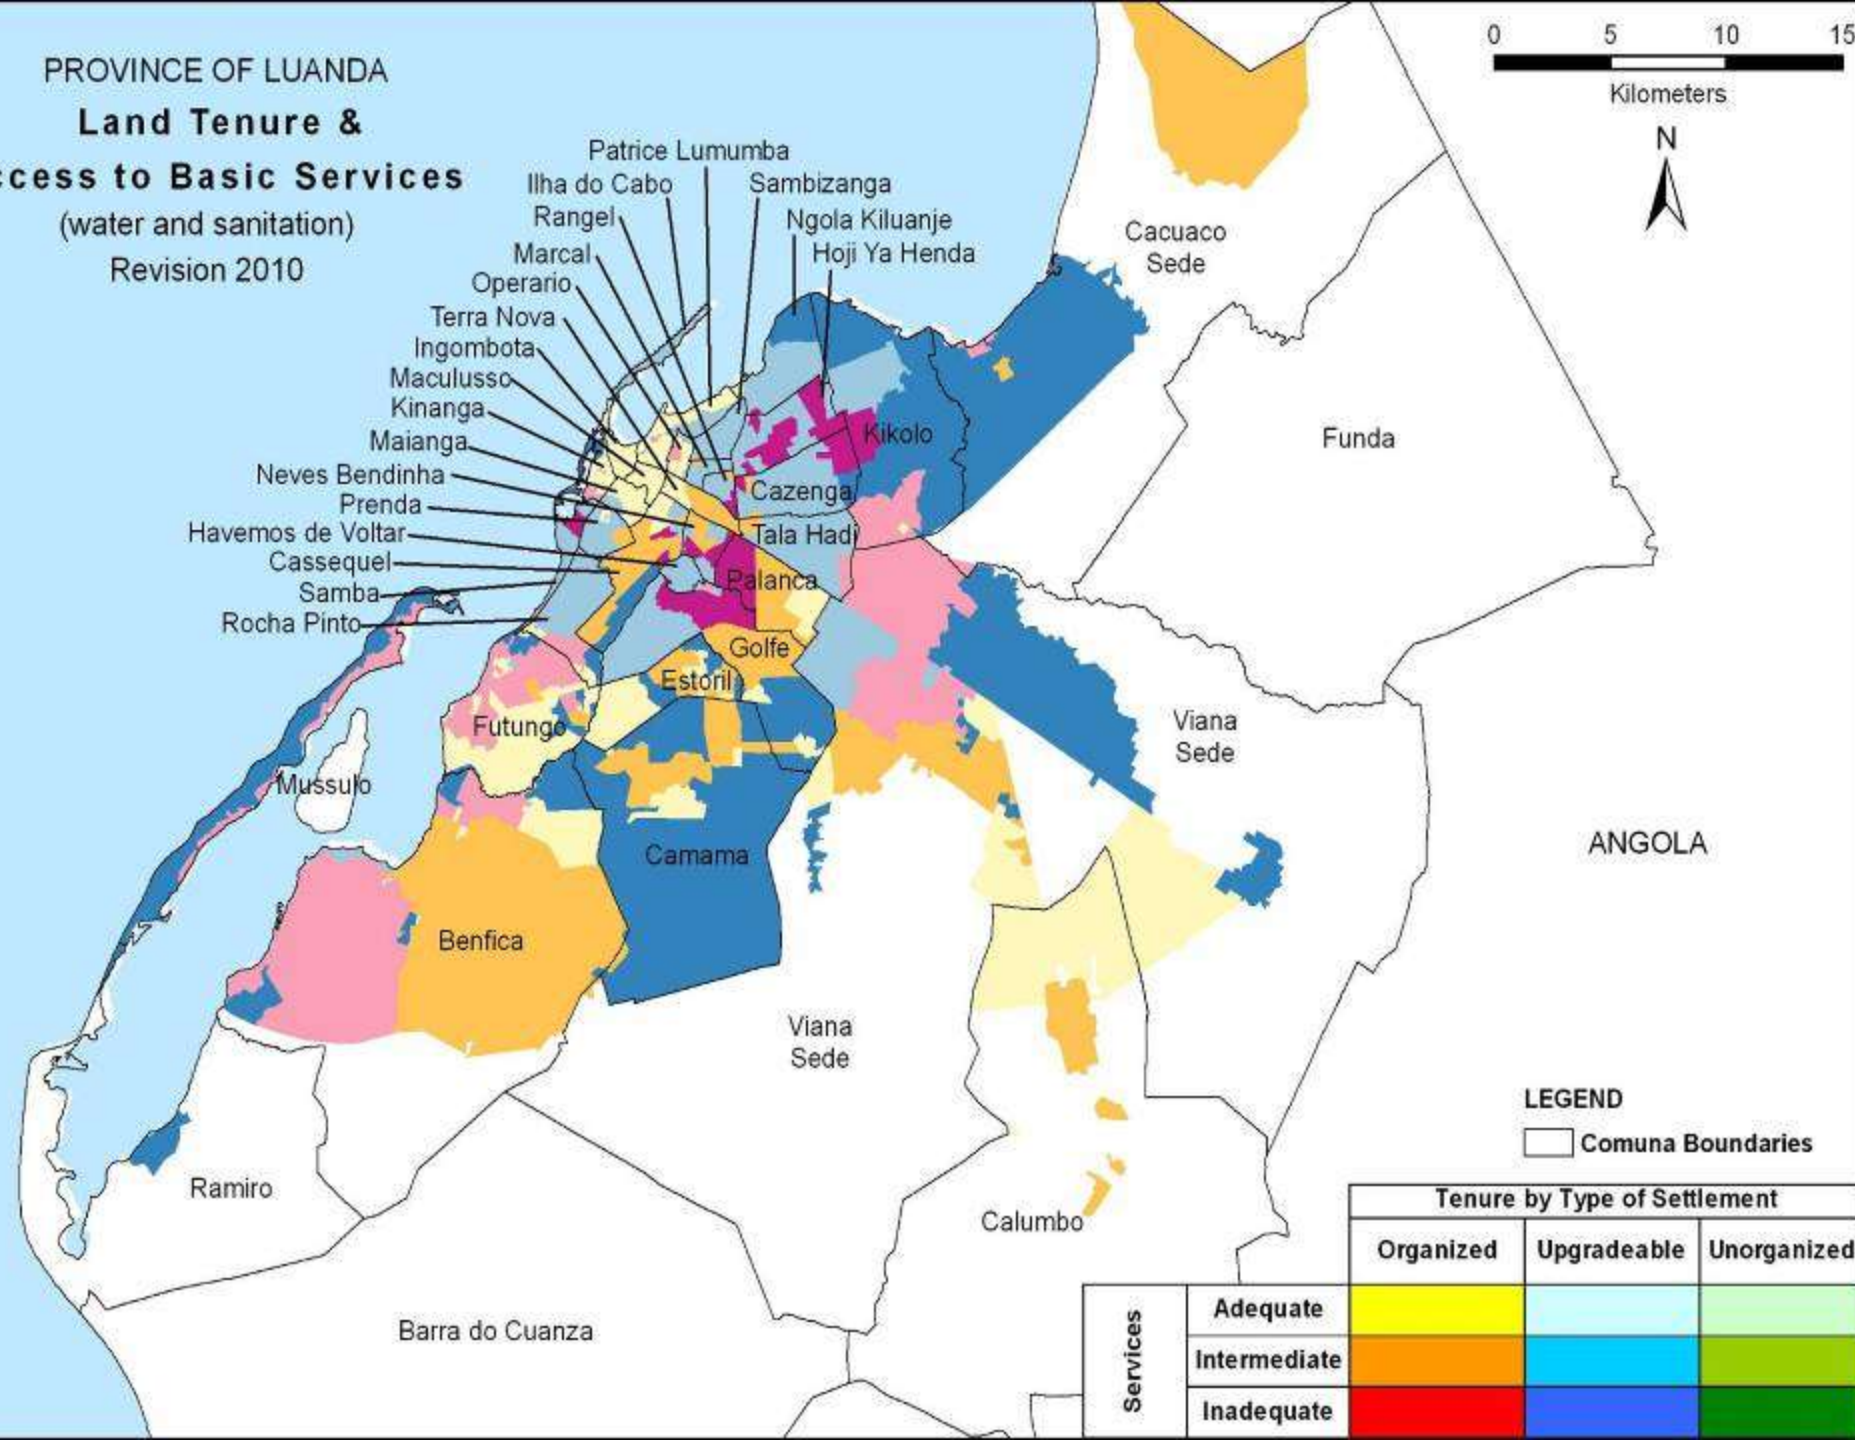 PROVINCE OF LUANDA
Land Tenure &
ccess to Basic Services
(water and sanitation)
Revision 2010
0 5 10 15
Kilometers
N
Patrice Lumumba
Ilha do Cabo
Sambizanga
Rangel
Ngola Kiluanje
Marcal
Hoji Ya Henda
Operario
Terra Nova
Ingombota
Maculusso
Kinanga
Maianga
Neves Bendinha
Prenda
Havemos de Voltar
Cassequel
Samba
Rocha Pinto
Cacuaco
Sede
Funda
Kikolo
Cazenga
Tala Hadi
Palanca
Golfe
Estoril
Futungo
Viana
Sede
Mussulo
Camama
ANGOLA
Benfica
Viana
Sede
Ramiro
Calumbo
Barra do Cuanza
LEGEND
Comuna Boundaries
Tenure by Type of Settlement
Organized Upgradeable Unorganized
Services
Adequate
Intermediate
Inadequate